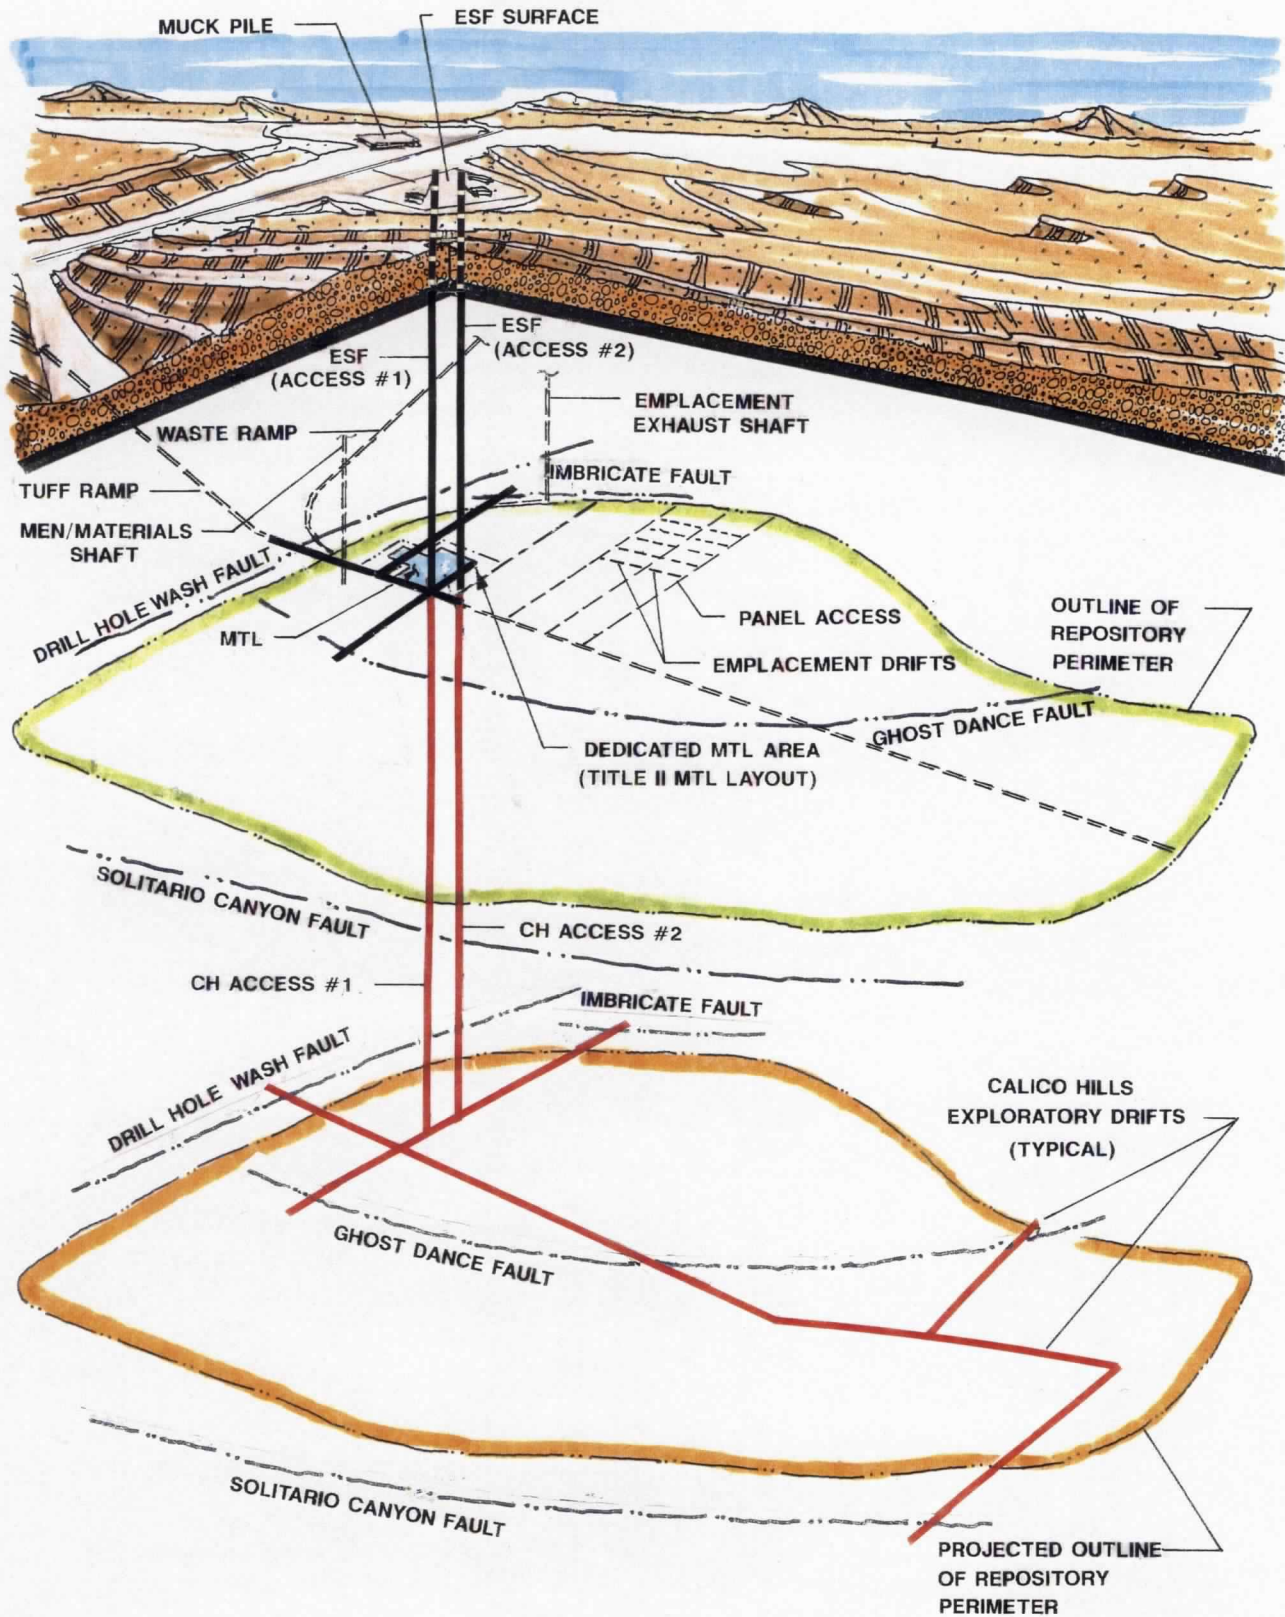 MUCK PILE
ESF SURFACE
ESF
(ACCESS #1)
ESF
(ACCESS #2)
EMPLACEMENT
EXHAUST SHAFT
WASTE RAMP
IMBRICATE FAULT
TUFF RAMP
MEN/MATERIALS
SHAFT
DRILL HOLE WASH FAULT
MTL
PANEL ACCESS
EMPLACEMENT DRIFTS
OUTLINE OF
REPOSITORY
PERIMETER
GHOST DANCE FAULT
DEDICATED MTL AREA
(TITLE II MTL LAYOUT)
SOLITARIO CANYON FAULT
CH ACCESS #2
CH ACCESS #1
IMBRICATE FAULT
DRILL HOLE WASH FAULT
CALICO HILLS
EXPLORATORY DRIFTS
(TYPICAL)
GHOST DANCE FAULT
SOLITARIO CANYON FAULT
PROJECTED OUTLINE
OF REPOSITORY
PERIMETER